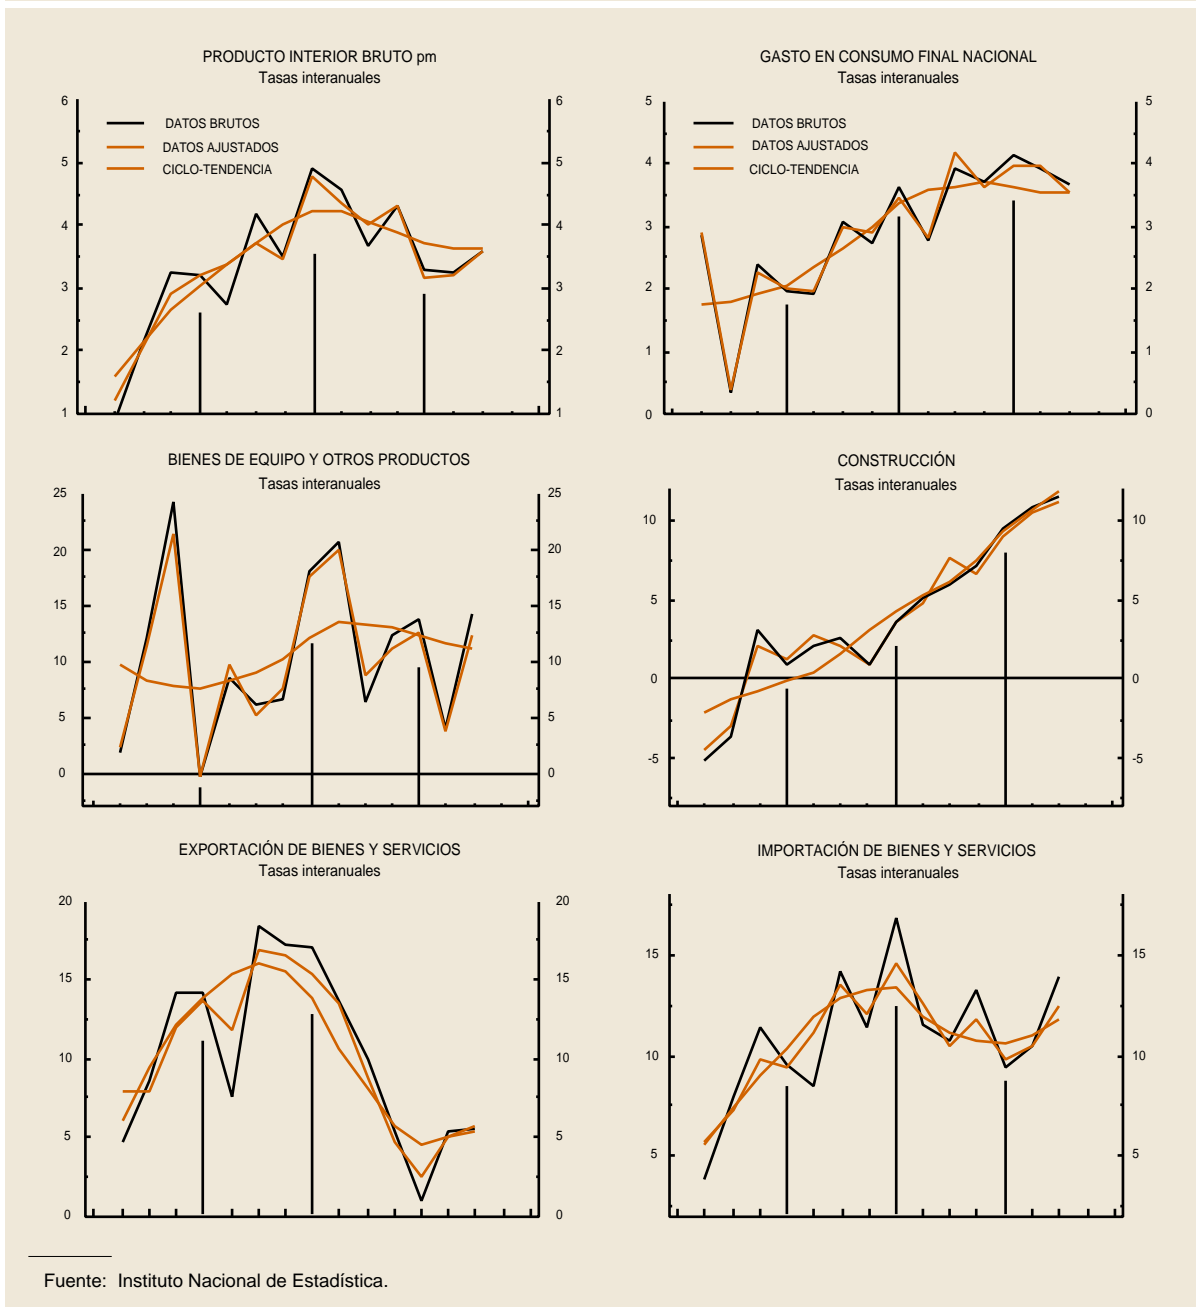 PRODUCTO INTERIOR BRUTO pm
Tasas interanuales
6 6
DATOS BRUTOS
DATOS AJUSTADOS
CICLO-TENDENCIA
5 5
4 4
3 3
2 2
1 1
GASTO EN CONSUMO FINAL NACIONAL
Tasas interanuales
5 5
DATOS BRUTOS
DATOS AJUSTADOS
CICLO-TENDENCIA
4 4
3 3
2 2
1 1
0 0
BIENES DE EQUIPO Y OTROS PRODUCTOS
Tasas interanuales
25 25
20 20
15 15
10 10
5 5
0 0
CONSTRUCCIÓN
Tasas interanuales
10 10
5 5
0 0
-5 -5
EXPORTACIÓN DE BIENES Y SERVICIOS
Tasas interanuales
20 20
15 15
10 10
5 5
0 0
IMPORTACIÓN DE BIENES Y SERVICIOS
Tasas interanuales
15 15
10 10
5 5
Fuente: Instituto Nacional de Estadística.